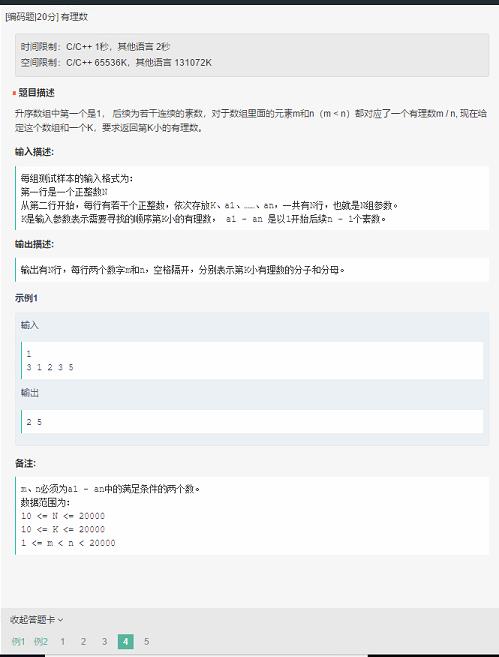 [编码题|20分] 有理数
时间限制：C/C++ 1秒，其他语言 2秒
空间限制：C/C++ 65536K，其他语言 131072K
题目描述
升序数组中第一个是1， 后续为若干连续的素数，对于数组里面的元素m和n（m < n）都对应了一个有理数m / n, 现在给
定这个数组和一个K，要求返回第K小的有理数。
输入描述:
每组测试样本的输入格式为：
第一行是一个正整数N
从第二行开始，每行有若干个正整数，依次存放K、a1、……、an，一共有N行，也就是N组参数。
K是输入参数表示需要寻找的顺序第K小的有理数， a1 - an 是以1开始后续n - 1个素数。
输出描述:
输出有N行，每行两个数字m和n，空格隔开，分别表示第K小有理数的分子和分母。
示例1
输入
1
3 1 2 3 5
输出
2 5
备注:
m、n必须为a1 - an中的满足条件的两个数。
数据范围为：
10 <= N <= 20000
10 <= K <= 20000
1 <= m < n < 20000
收起答题卡
例1 例2 1 2 3 4 5